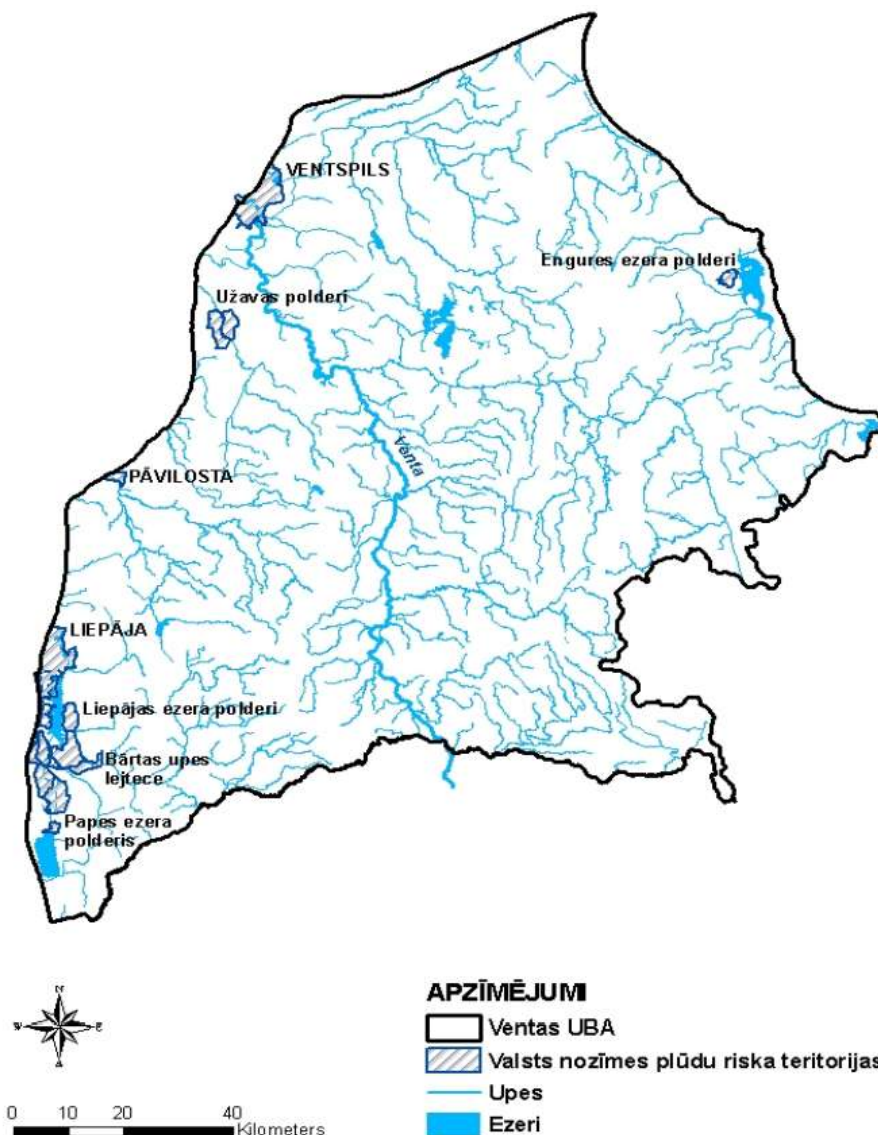 VENTSPILS
Engures ezera polderi
Užavas polderi
Venta
PĀVILOSTA
LIEPĀJA
Liepājas ezera polderi
Bārtas upes
lejtece
Papes ezera
polderis
N
W E
S
APZĪMĒJUMI
Ventas UBA
Valsts nozīmes plūdu riska teritorijas
Upes
Ezeri
0 10 20 40
Kilometers